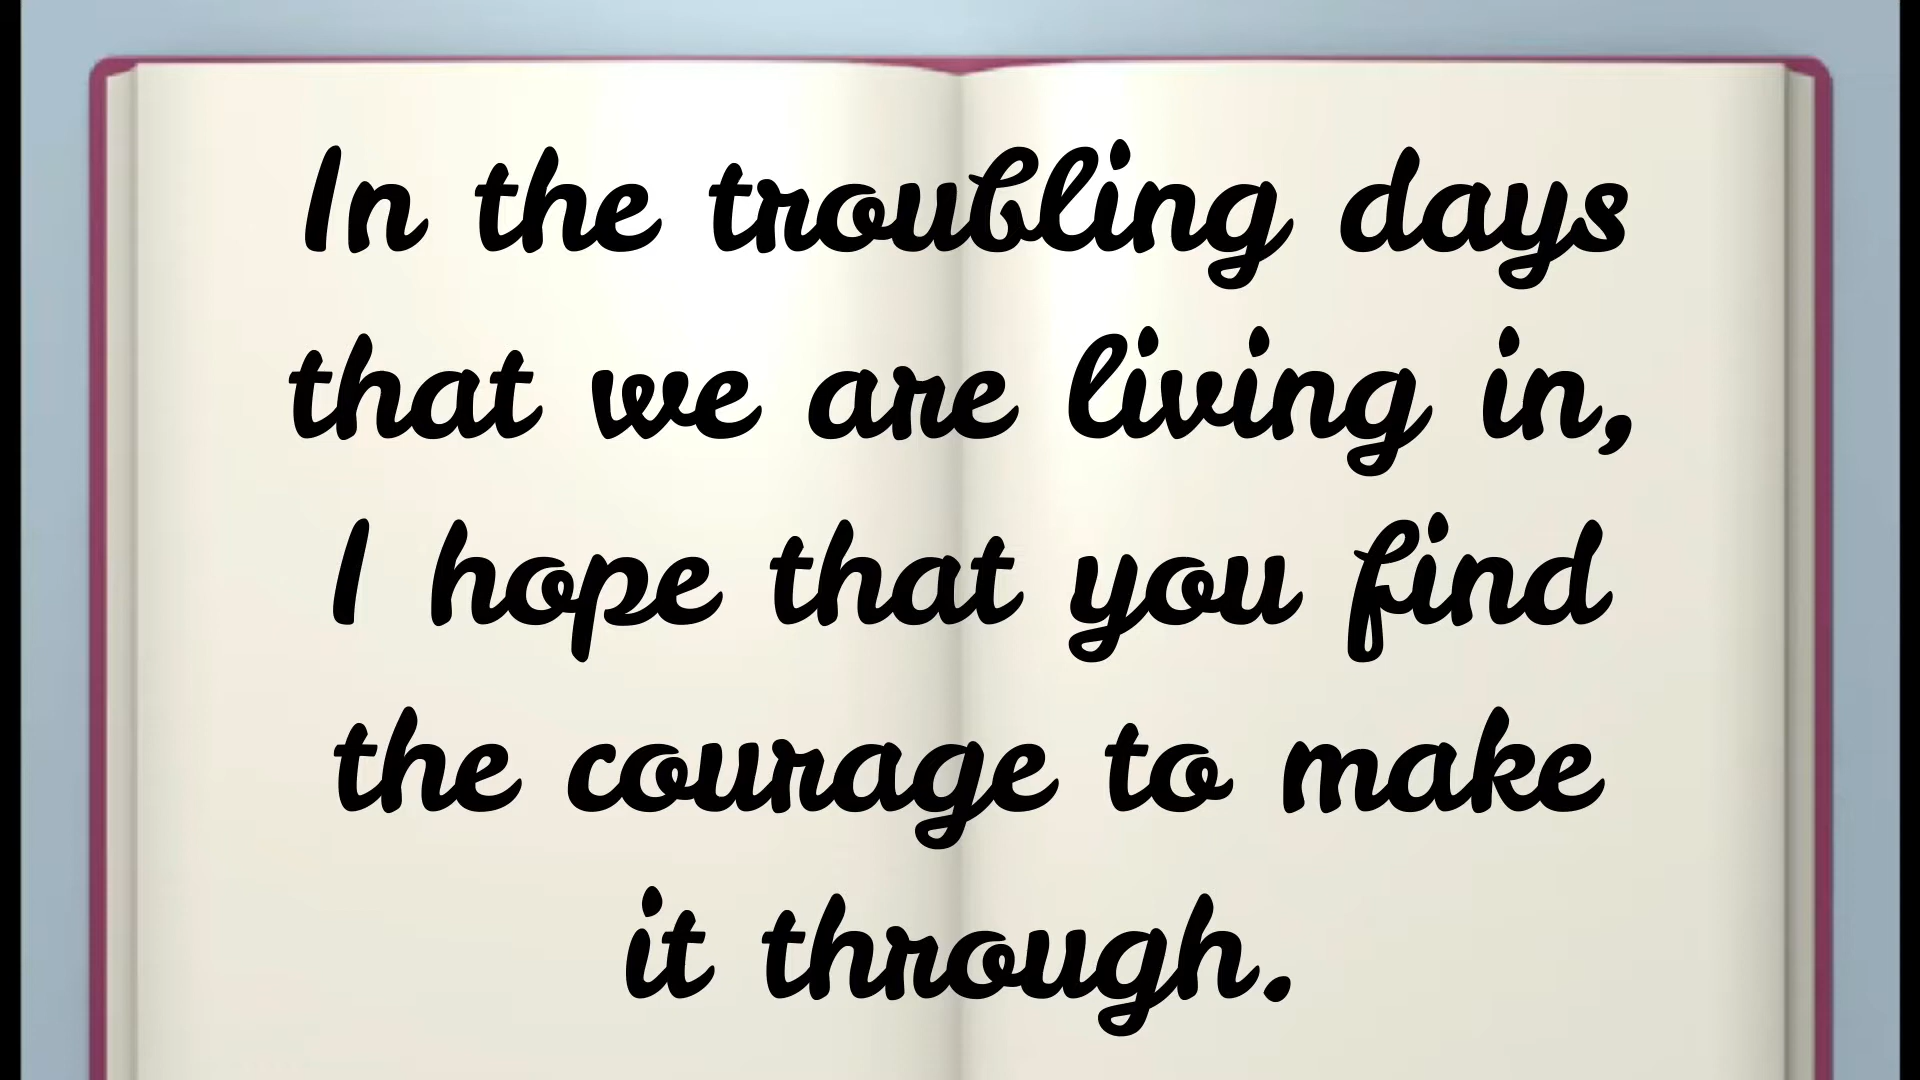 In the troubling days
that we are living in,
I hope that you find
the courage to make
it through.